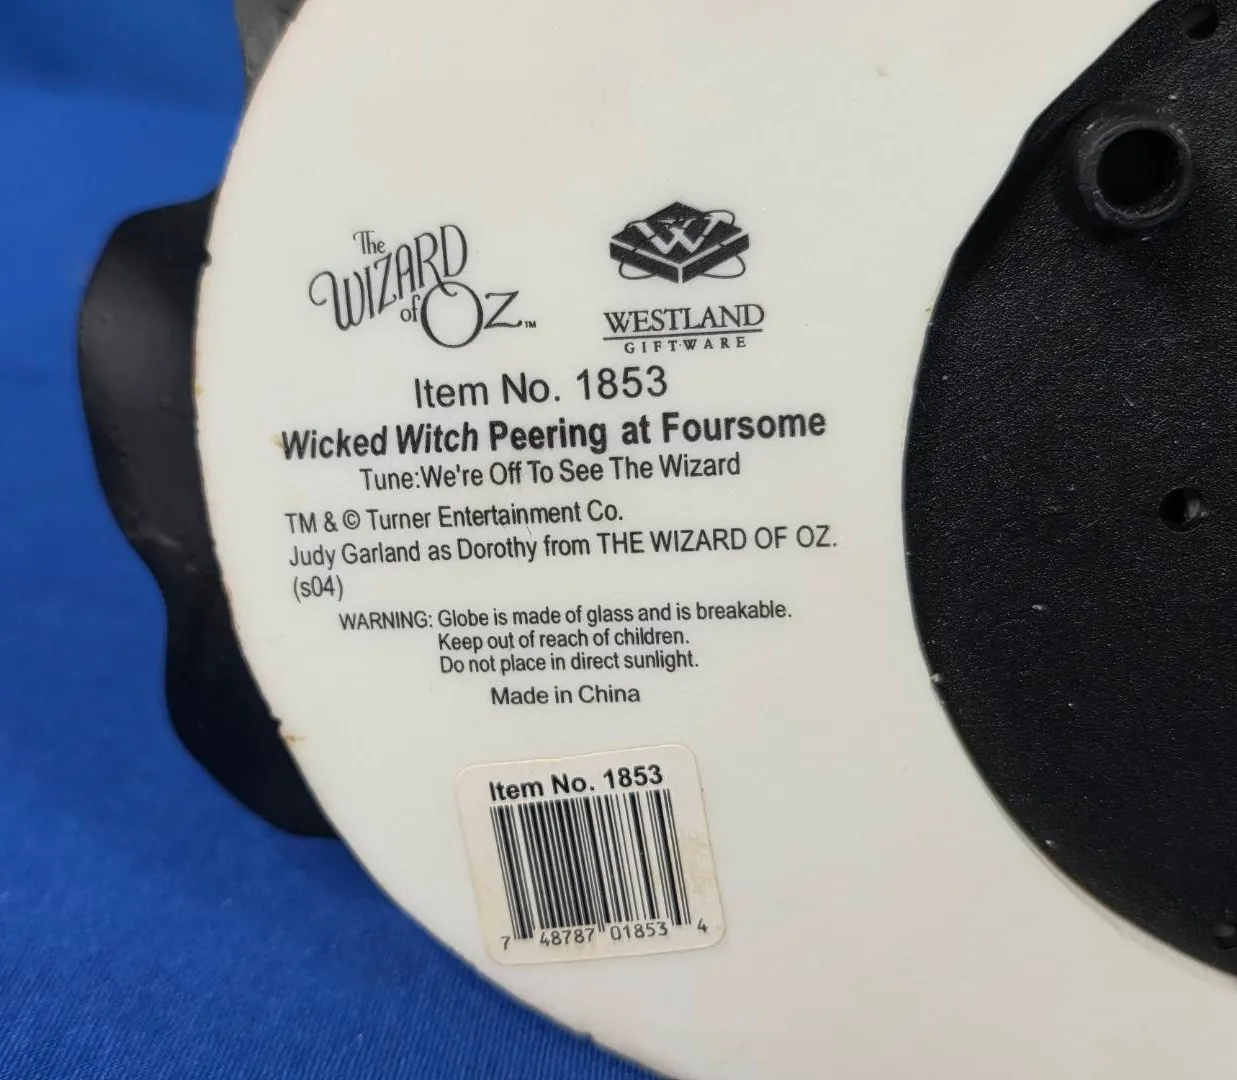 The
WIZARD
of OZ™
W
WESTLAND
GIFTWARE
Item No. 1853
Wicked Witch Peering at Foursome
Tune:We're Off To See The Wizard
TM & © Turner Entertainment Co.
Judy Garland as Dorothy from THE WIZARD OF OZ.
(s04)
WARNING: Globe is made of glass and is breakable.
Keep out of reach of children.
Do not place in direct sunlight.
Made in China
Item No. 1853
7 48787 01853 4